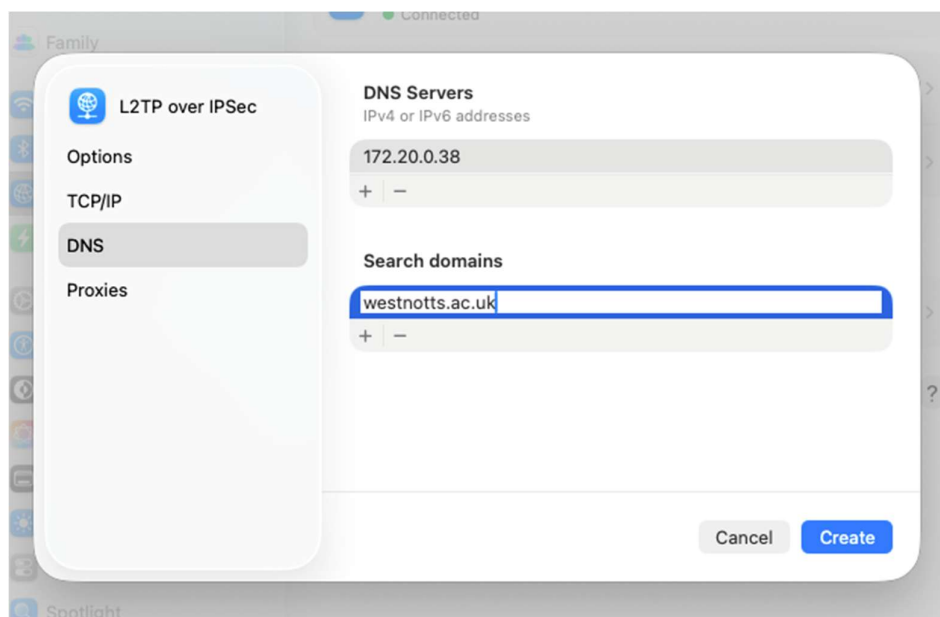 Connected
Family
L2TP over IPSec
Options
TCP/IP
DNS
Proxies
DNS Servers
IPv4 or IPv6 addresses
172.20.0.38
+ −
Search domains
westnotts.ac.uk
+ −
?
Cancel
Create
Spotlight